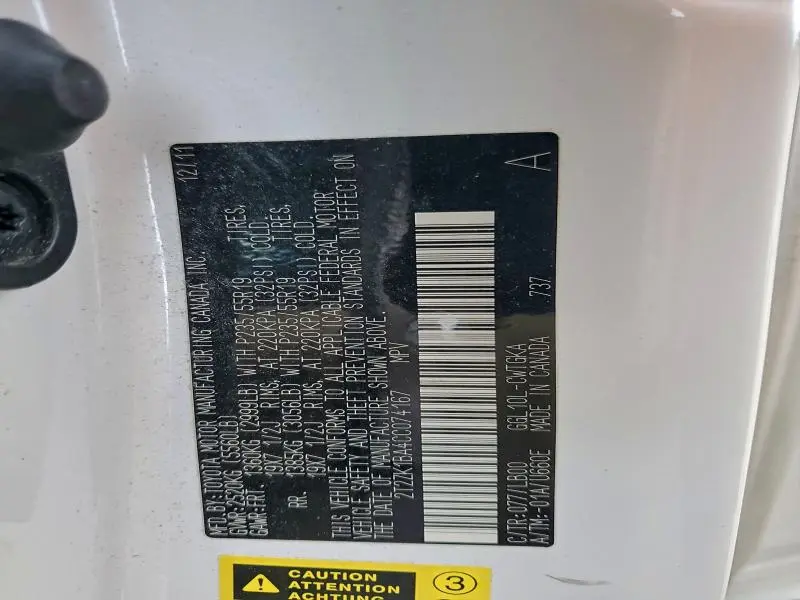 MFD.BY:TOYOTA MOTOR MANUFACTURING CANADA INC. 12/11
GVWR:2520KG (5560LB)
GAWR:FRT. 1360KG (2999LB) WITH P235/55R19 TIRES,
19X7 1/2J RIMS, AT 220KPA (32PSI) COLD.
RR. 1385KG (3056LB) WITH P235/55R19 TIRES,
19X7 1/2J RIMS, AT 220KPA (32PSI) COLD.
THIS VEHICLE CONFORMS TO ALL APPLICABLE FEDERAL MOTOR
VEHICLE SAFETY AND THEFT PREVENTION STANDARDS IN EFFECT ON
THE DATE OF MANUFACTURE SHOWN ABOVE.
2T2ZK1BA4CC074167 MPV
C/TR:077/LB00 GGL10L-CWTGKA .737
A/TM:-01A/U660E MADE IN CANADA A
CAUTION
ATTENTION
ACHTUNG
3